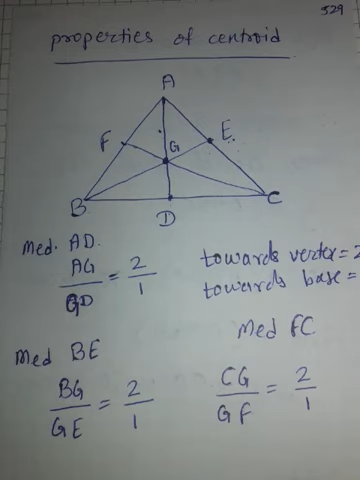 529
properties of centroid
A
F
E
G
B
D
C
Med. AD.
AG/GD = 2/1
towards vertex = 2
towards base =
Med BE
Med FC
BG/GE = 2/1
CG/GF = 2/1